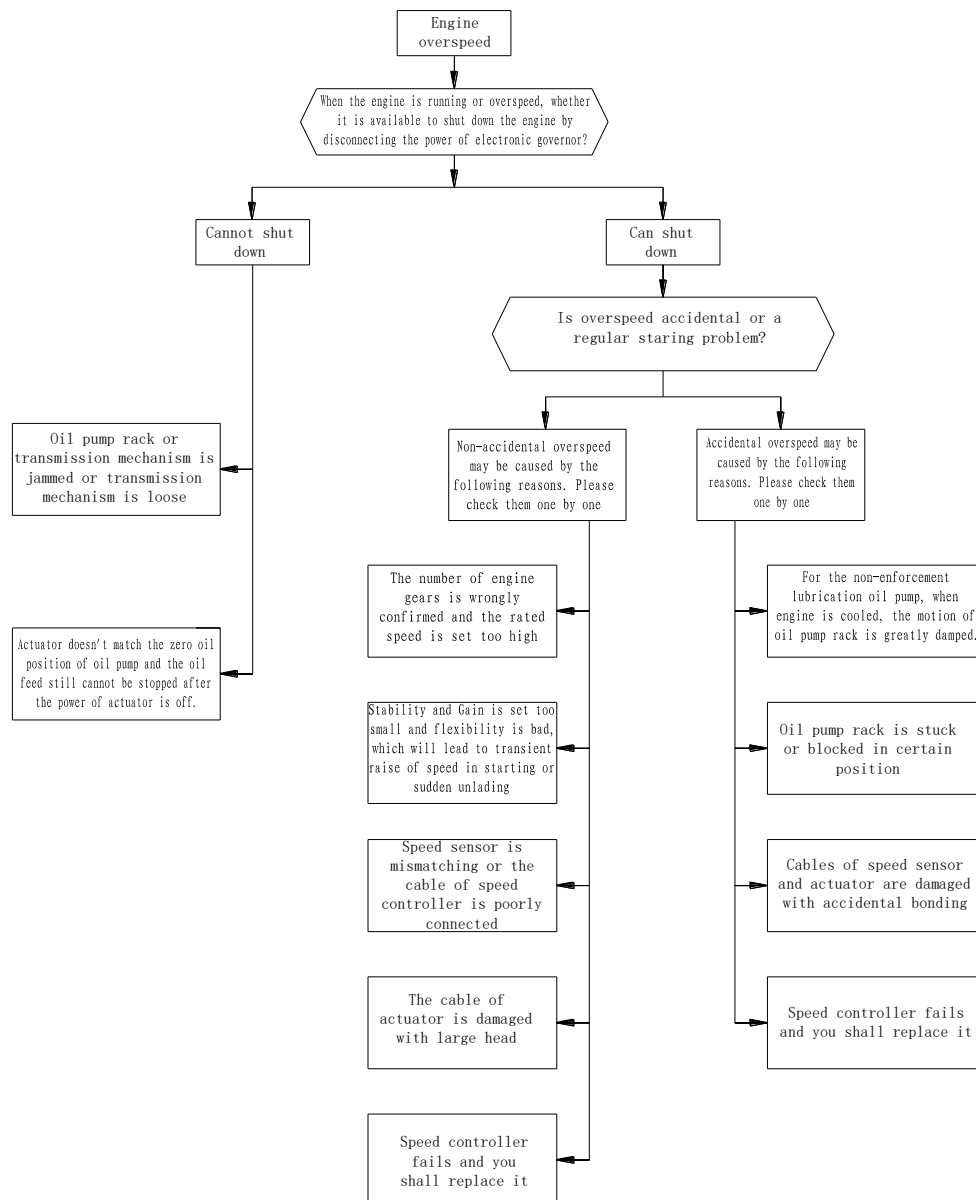 Engine
overspeed
When the engine is running or overspeed, whether
it is available to shut down the engine by
disconnecting the power of electronic governor?
Cannot shut
down
Can shut
down
Is overspeed accidental or a
regular staring problem?
Oil pump rack or
transmission mechanism is
jammed or transmission
mechanism is loose
Actuator doesn't match the zero oil
position of oil pump and the oil
feed still cannot be stopped after
the power of actuator is off.
Non-accidental overspeed
may be caused by the
following reasons. Please
check them one by one
The number of engine
gears is wrongly
confirmed and the rated
speed is set too high
Stability and Gain is set too
small and flexibility is bad,
which will lead to transient
raise of speed in starting or
sudden unlading
Speed sensor is
mismatching or the
cable of speed
controller is poorly
connected
The cable of
actuator is damaged
with large head
Speed controller
fails and you
shall replace it
Accidental overspeed may be
caused by the following
reasons. Please check them
one by one
For the non-enforcement
lubrication oil pump, when
engine is cooled, the motion of
oil pump rack is greatly damped.
Oil pump rack is stuck
or blocked in certain
position
Cables of speed sensor
and actuator are damaged
with accidental bonding
Speed controller fails
and you shall replace it